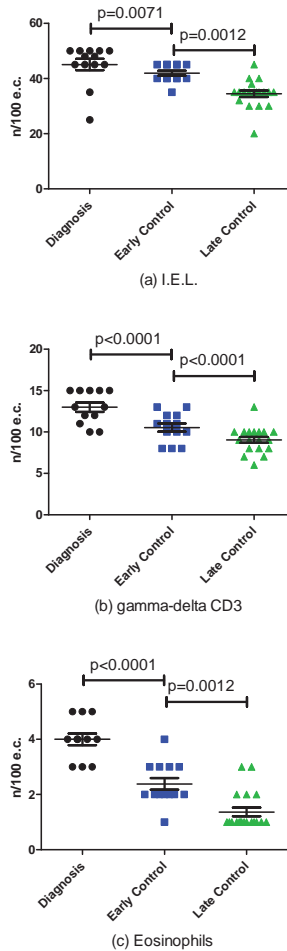 p=0.0071
p=0.0012
60
40
20
0
n/100 e.c.
Diagnosis
Early Control
Late Control
(a) I.E.L.
p<0.0001
p<0.0001
20
15
10
5
0
n/100 e.c.
Diagnosis
Early Control
Late Control
(b) gamma-delta CD3
p<0.0001
p=0.0012
6
4
2
0
n/100 e.c.
Diagnosis
Early Control
Late Control
(c) Eosinophils